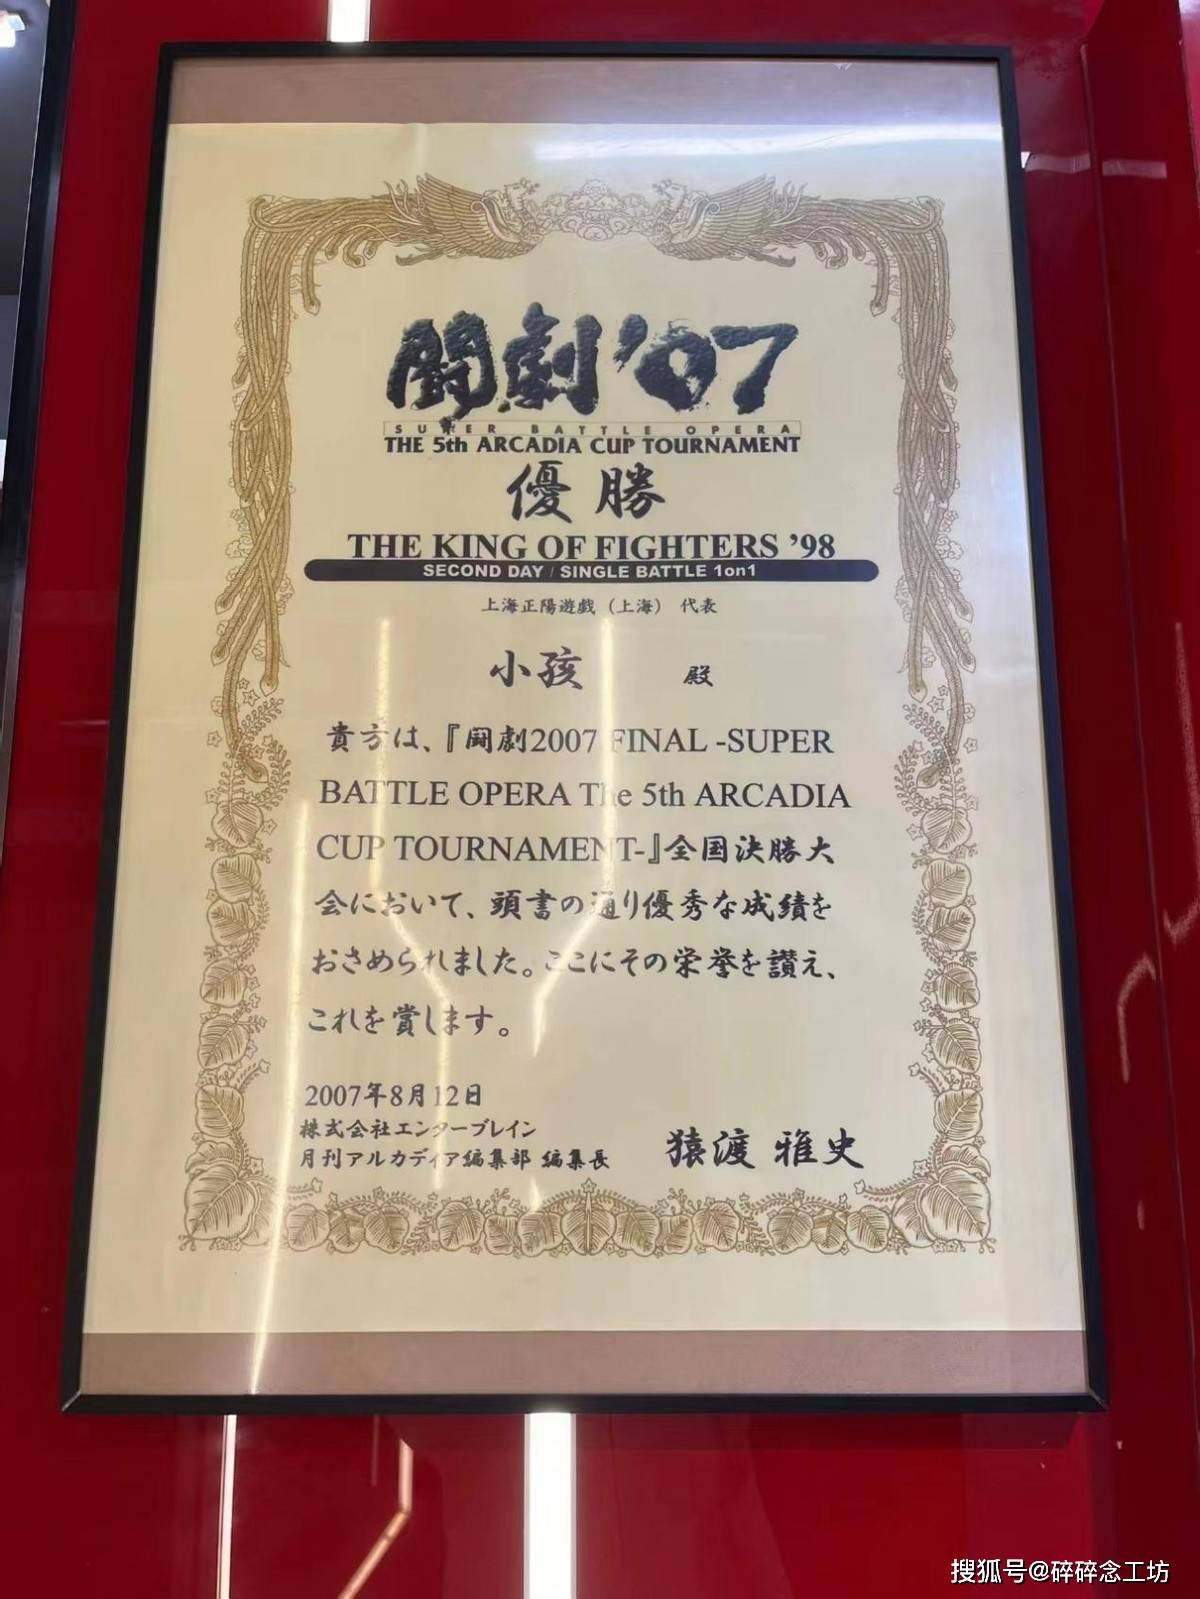 闘劇'07
SUPER BATTLE OPERA
THE 5th ARCADIA CUP TOURNAMENT
優勝
THE KING OF FIGHTERS ’98
SECOND DAY / SINGLE BATTLE 1on1
上海正陽遊戯（上海） 代表
小孩 殿
貴方は、『闘劇2007 FINAL -SUPER
BATTLE OPERA The 5th ARCADIA
CUP TOURNAMENT-』全国決勝大
会において、頭書の通り優秀な成績を
おさめられました。ここにその栄誉を讃え、
これを賞します。
2007年8月12日
株式会社エンターブレイン
月刊アルカディア編集部 編集長
猿渡 雅史
搜狐号@碎碎念工坊